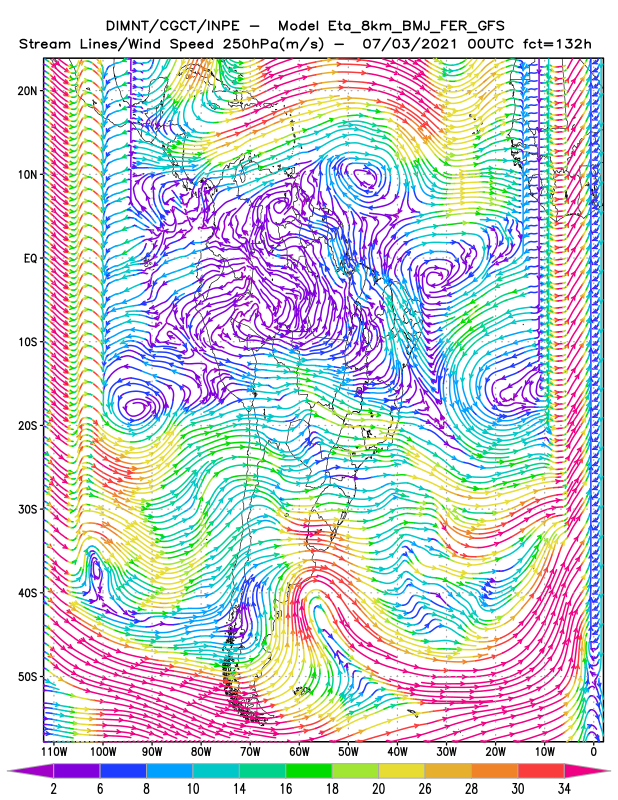 DIMNT/CGCT/INPE – Model Eta_8km_BMJ_FER_GFS
Stream Lines/Wind Speed 250hPa(m/s) – 07/03/2021 00UTC fct=132h
20N
10N
EQ
10S
20S
30S
40S
50S
110W 100W 90W 80W 70W 60W 50W 40W 30W 20W 10W 0
2 6 8 10 14 16 18 20 26 28 30 34